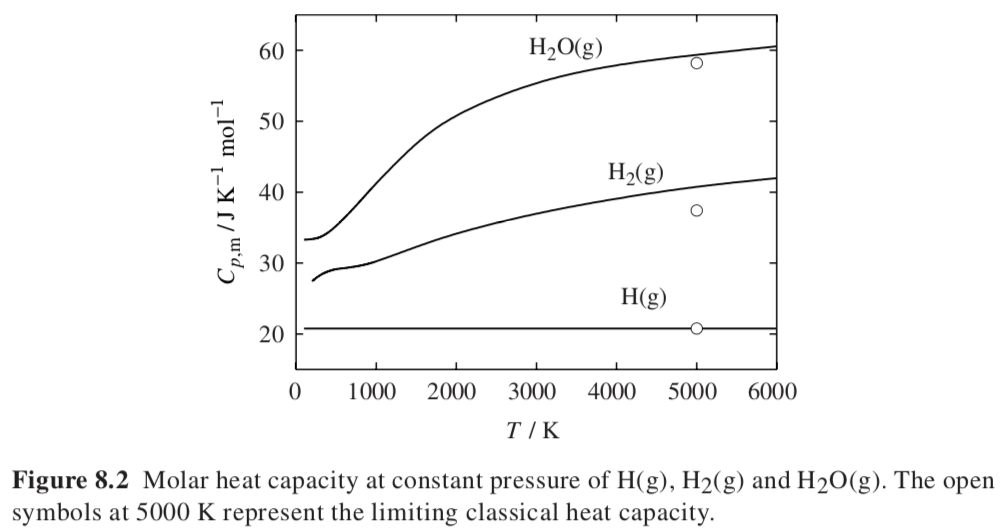 60
50
40
30
20
C_{p,m} / J K⁻¹ mol⁻¹
H₂O(g)
H₂(g)
H(g)
0 1000 2000 3000 4000 5000 6000
T / K
Figure 8.2 Molar heat capacity at constant pressure of H(g), H₂(g) and H₂O(g). The open
symbols at 5000 K represent the limiting classical heat capacity.